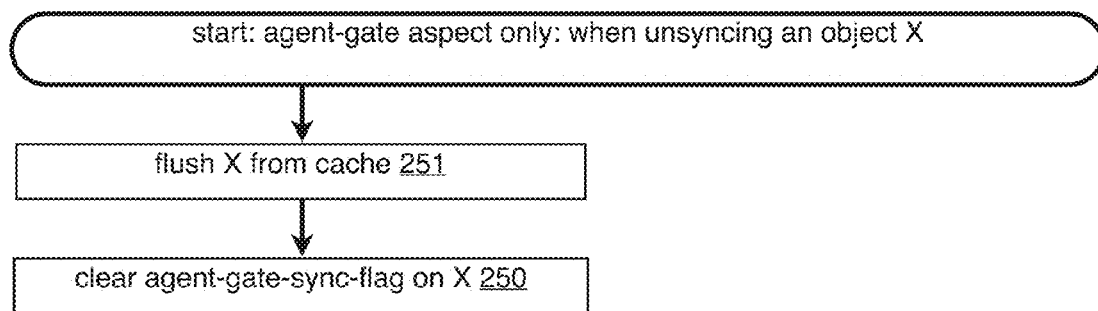 start: agent-gate aspect only: when unsyncing an object X
flush X from cache 251
clear agent-gate-sync-flag on X 250